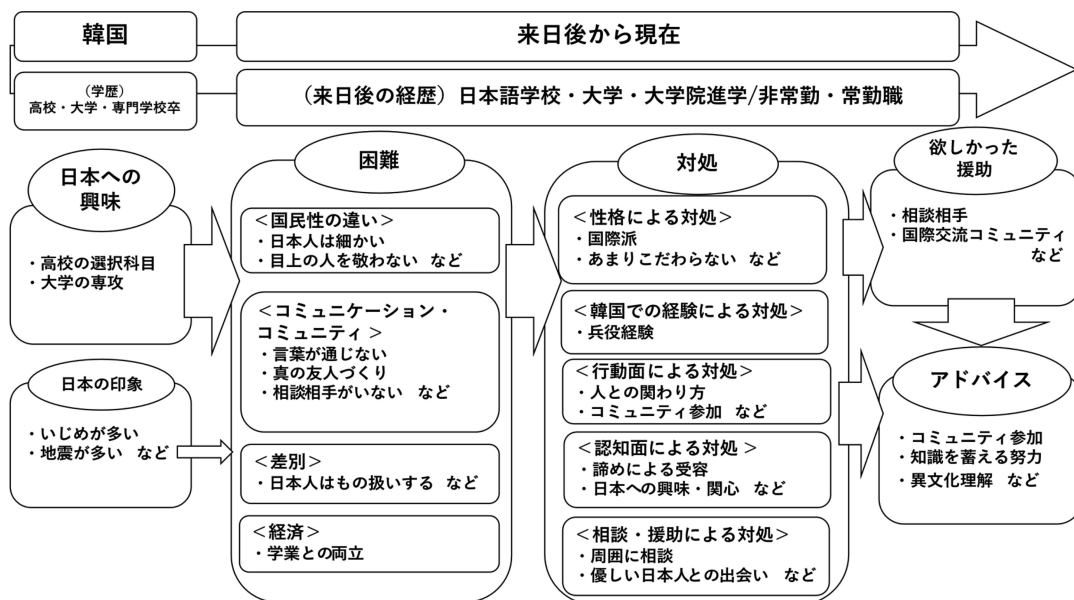 韓国
来日後から現在
（学歴）
高校・大学・専門学校卒
（来日後の経歴）日本語学校・大学・大学院進学/非常勤・常勤職
日本への
興味
・高校の選択科目
・大学の専攻
日本の印象
・いじめが多い
・地震が多い など
困難
＜国民性の違い＞
・日本人は細かい
・目上の人を敬わない など
＜コミュニケーション・
コミュニティ＞
・言葉が通じない
・真の友人づくり
・相談相手がいない など
＜差別＞
・日本人はもの扱いする など
＜経済＞
・学業との両立
対処
＜性格による対処＞
・国際派
・あまりこだわらない など
＜韓国での経験による対処＞
・兵役経験
＜行動面による対処＞
・人との関わり方
・コミュニティ参加 など
＜認知面による対処＞
・諦めによる受容
・日本への興味・関心 など
＜相談・援助による対処＞
・周囲に相談
・優しい日本人との出会い など
欲しかった
援助
・相談相手
・国際交流コミュニティ
など
アドバイス
・コミュニティ参加
・知識を蓄える努力
・異文化理解 など